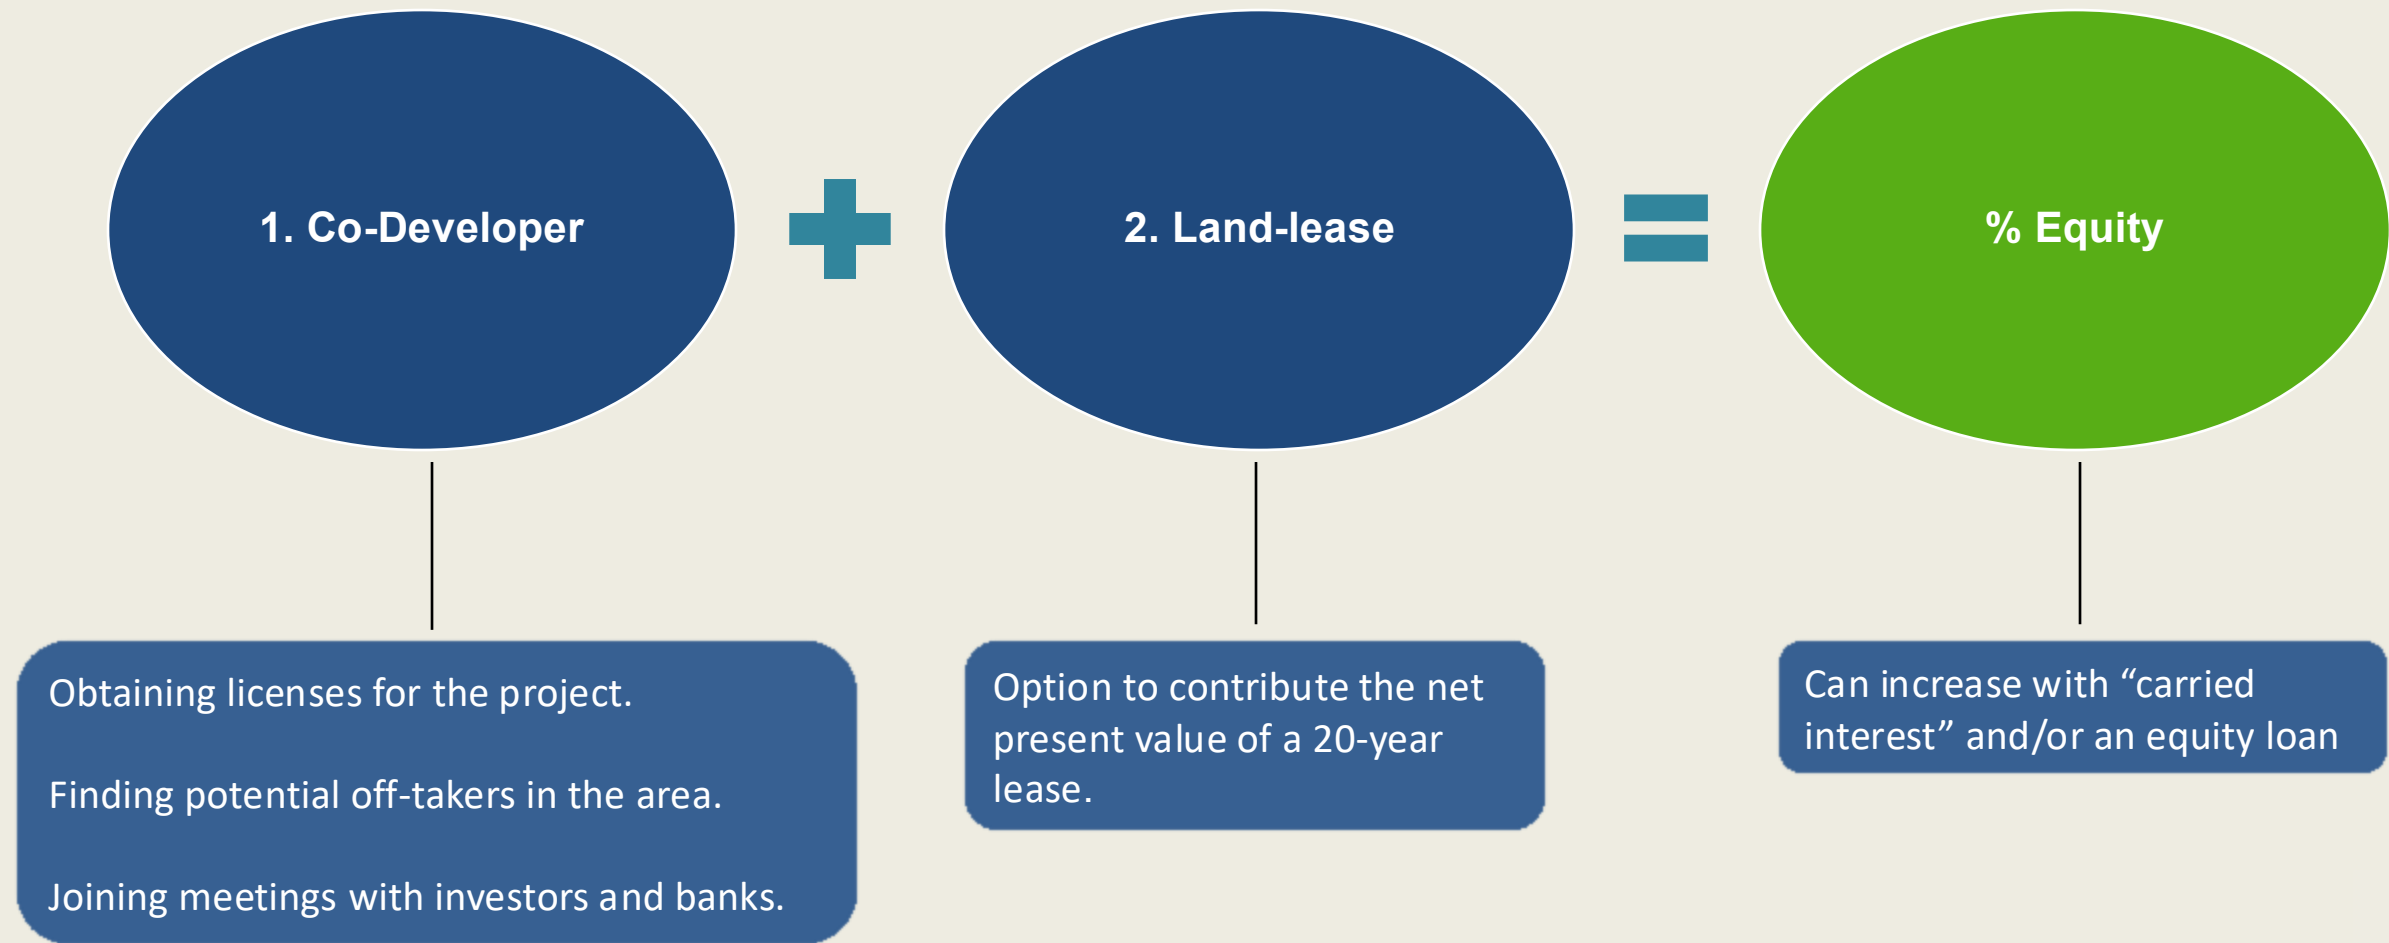 1. Co-Developer
2. Land-lease
% Equity
Obtaining licenses for the project.
Finding potential off-takers in the area.
Joining meetings with investors and banks.
Option to contribute the net
present value of a 20-year
lease.
Can increase with “carried
interest” and/or an equity loan